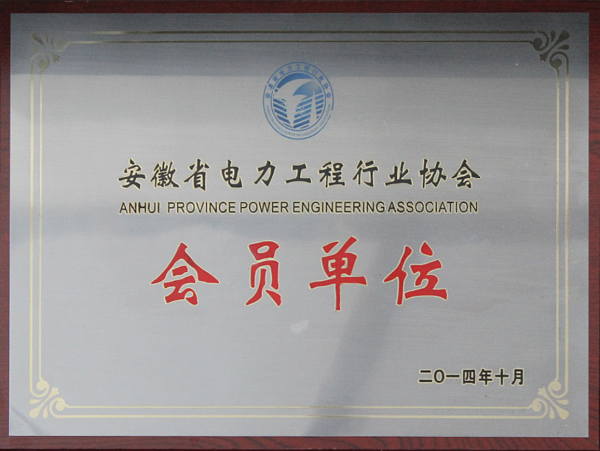 安徽省电力工程行业协会
ANHUI PROVINCE POWER ENGINEERING ASSOCIATION
会员单位
二〇一四年十月